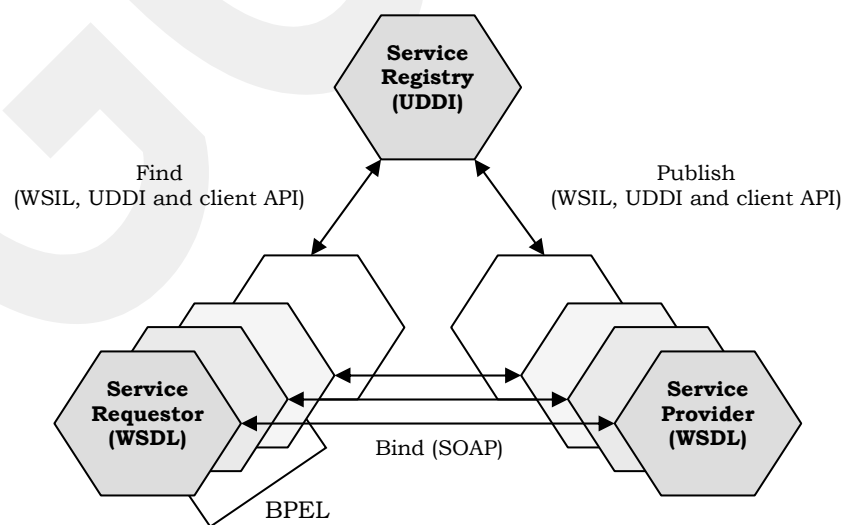 Service
Registry
(UDDI)
Find
(WSIL, UDDI and client API)
Publish
(WSIL, UDDI and client API)
Service
Requestor
(WSDL)
Service
Provider
(WSDL)
Bind (SOAP)
BPEL